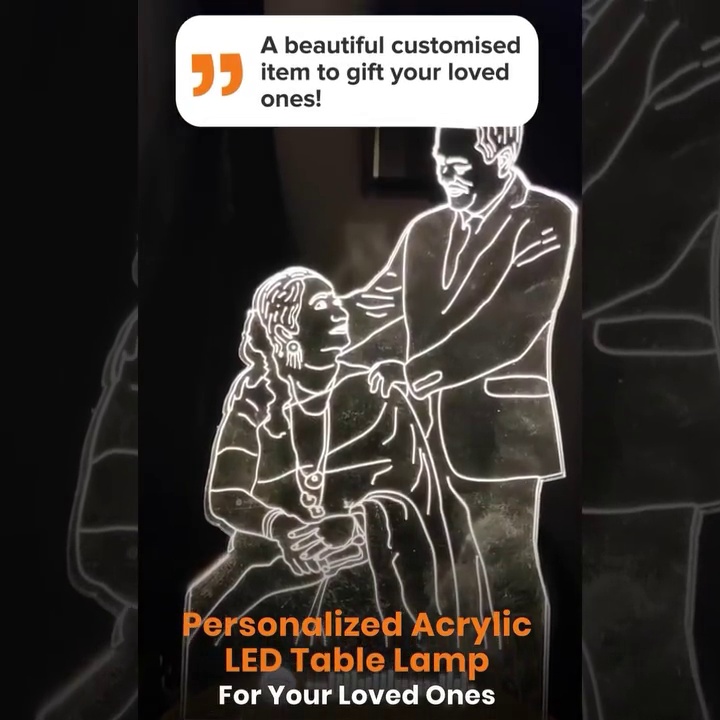 A beautiful customised
item to gift your loved
ones!
Personalized Acrylic
LED Table Lamp
For Your Loved Ones